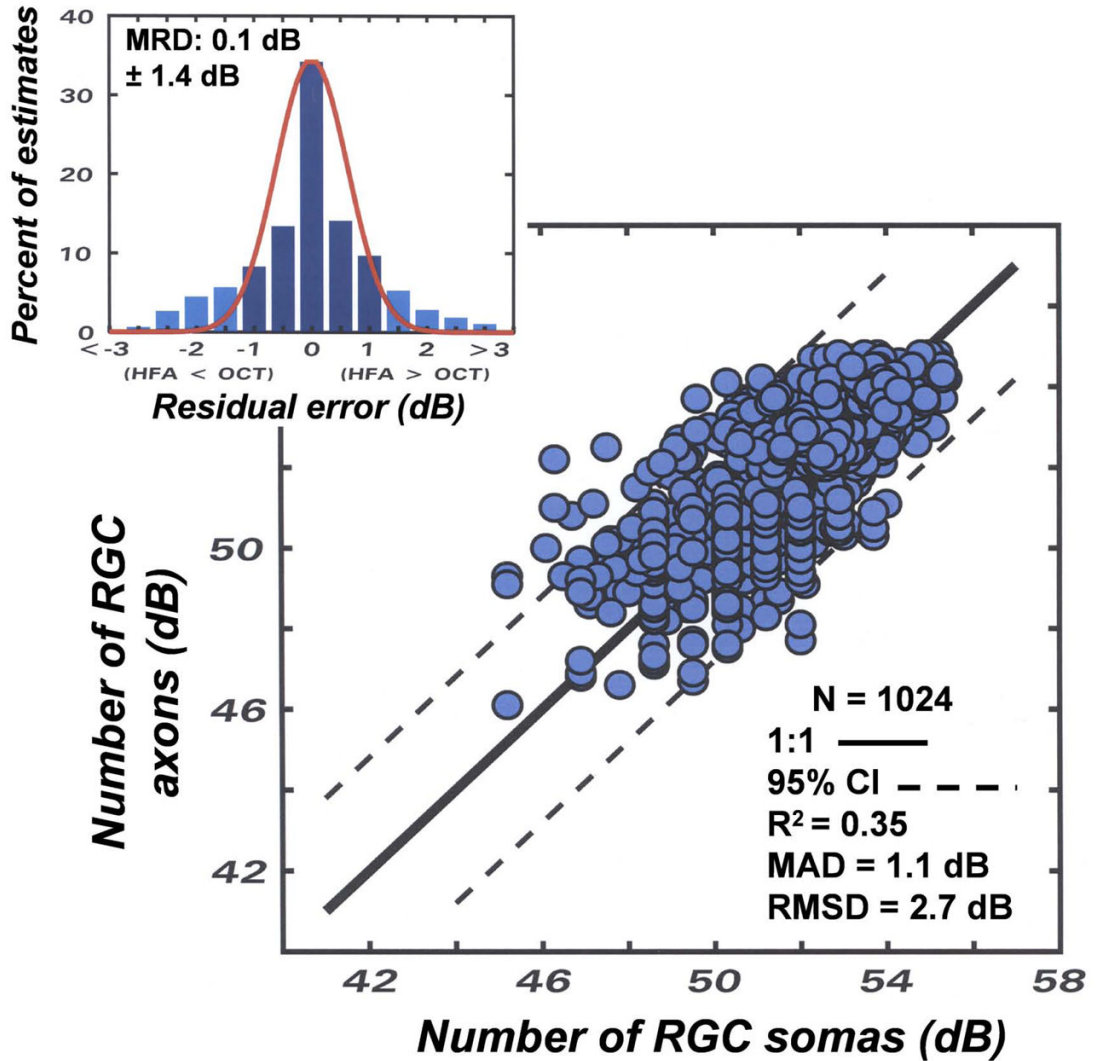 40
30
20
10
0
Percent of estimates
MRD: 0.1 dB
± 1.4 dB
<-3 -2 -1 0 1 2 >3
(HFA < OCT) (HFA > OCT)
Residual error (dB)
50
46
42
Number of RGC
axons (dB)
N = 1024
1:1
95% CI
R² = 0.35
MAD = 1.1 dB
RMSD = 2.7 dB
42 46 50 54 58
Number of RGC somas (dB)